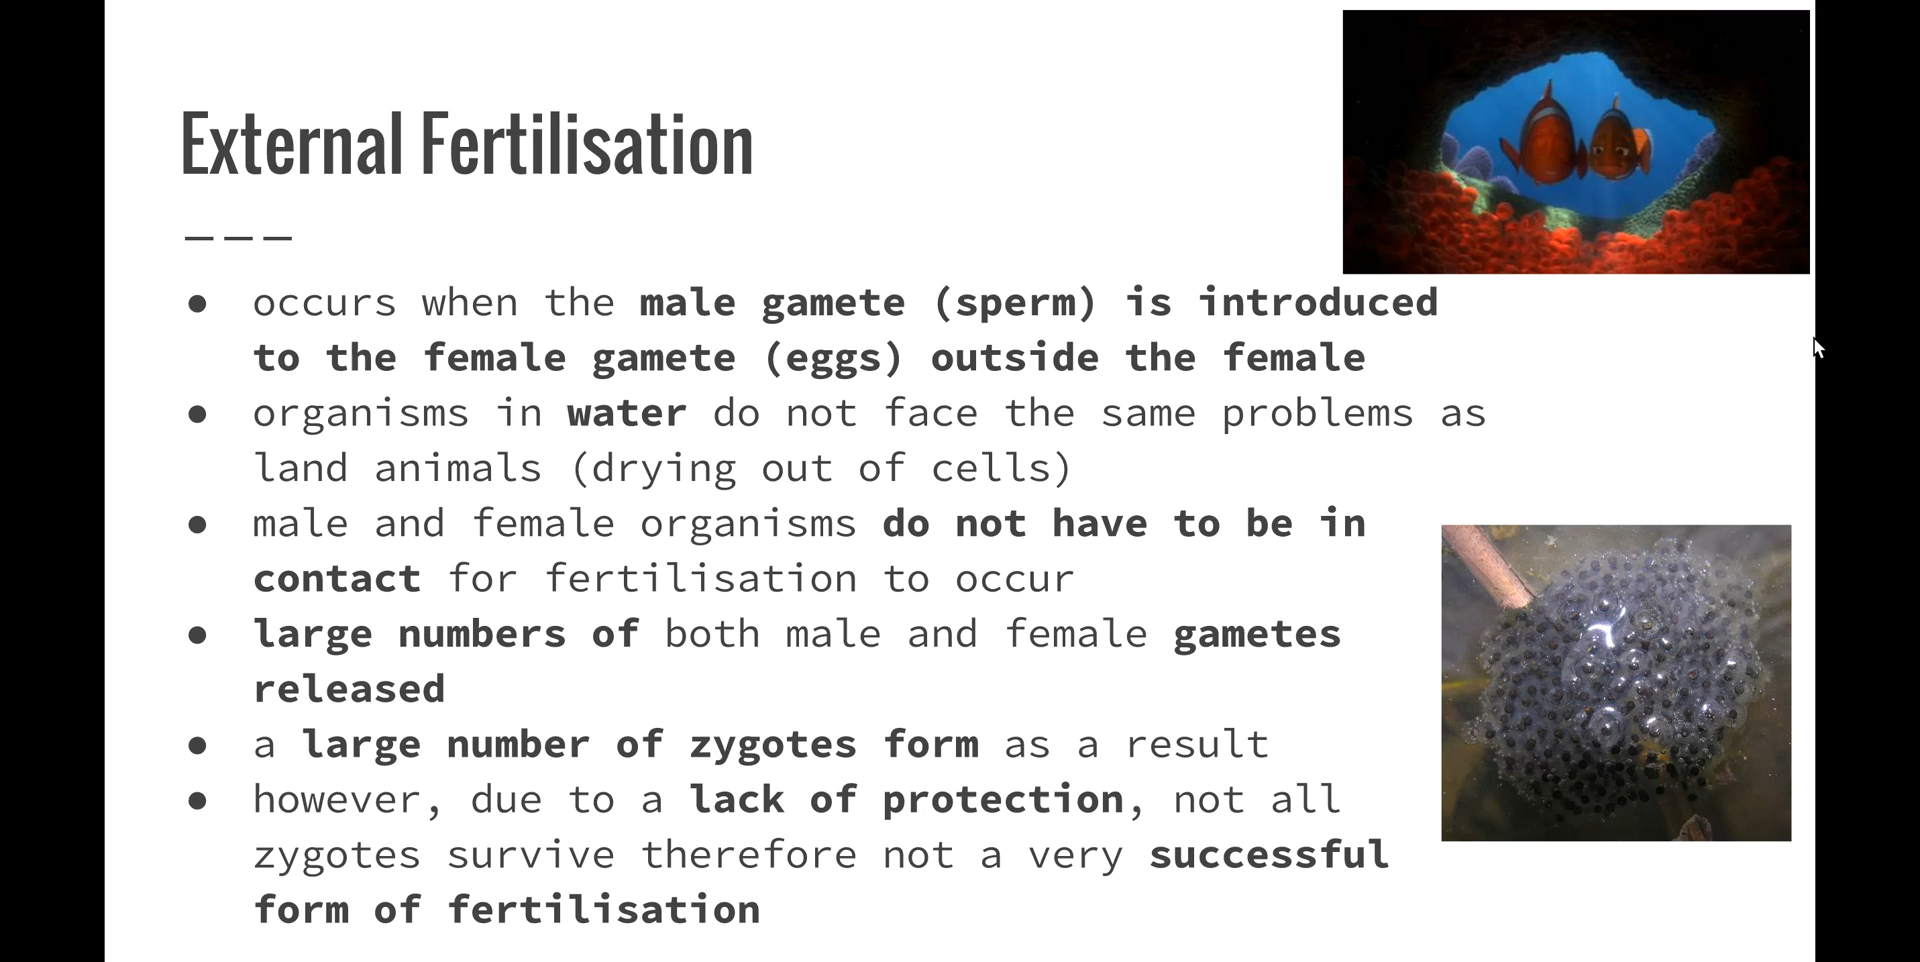 External Fertilisation
● occurs when the male gamete (sperm) is introduced
to the female gamete (eggs) outside the female
● organisms in water do not face the same problems as
land animals (drying out of cells)
● male and female organisms do not have to be in
contact for fertilisation to occur
● large numbers of both male and female gametes
released
● a large number of zygotes form as a result
● however, due to a lack of protection, not all
zygotes survive therefore not a very successful
form of fertilisation